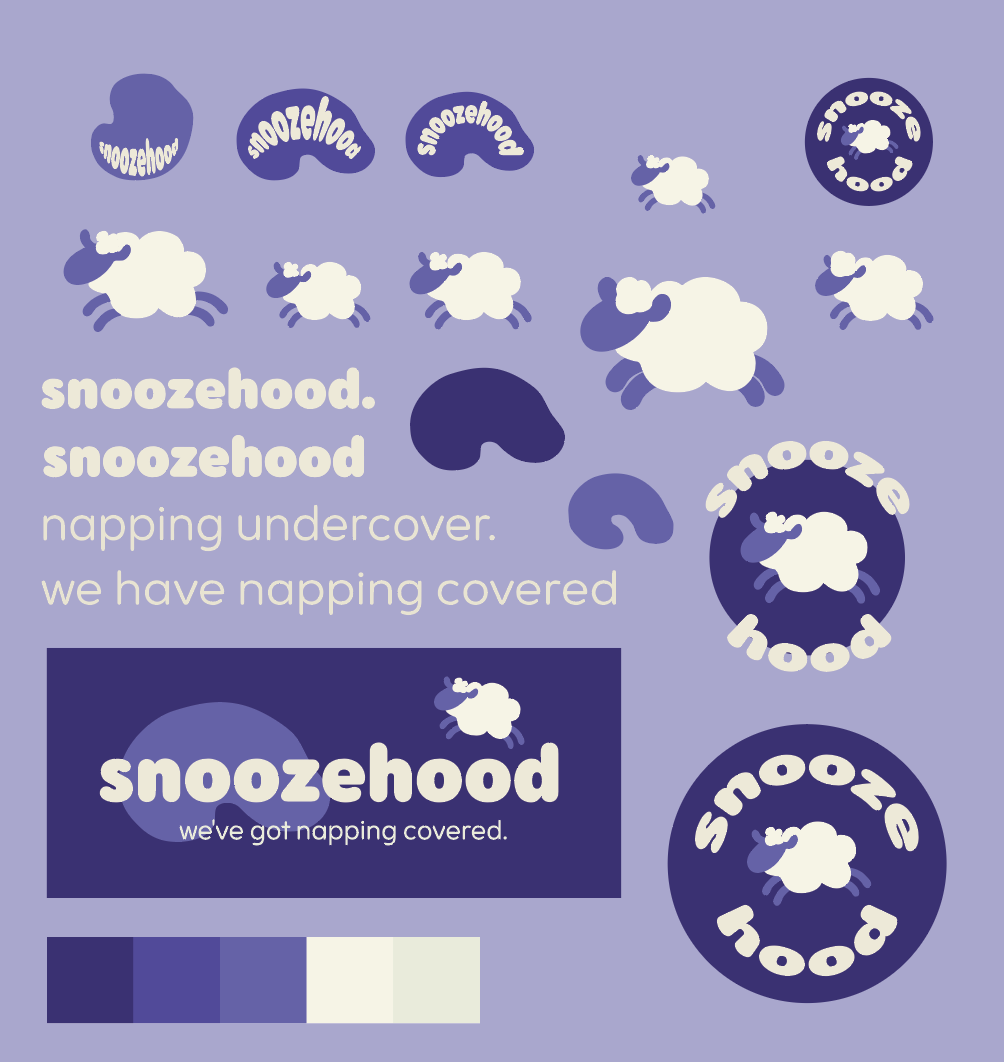 snoozehood
snoozehood
snoozehood
snooze
hood
snoozehood.
snoozehood
napping undercover.
we have napping covered
snooze
hood
snoozehood
we've got napping covered.
snooze
hood